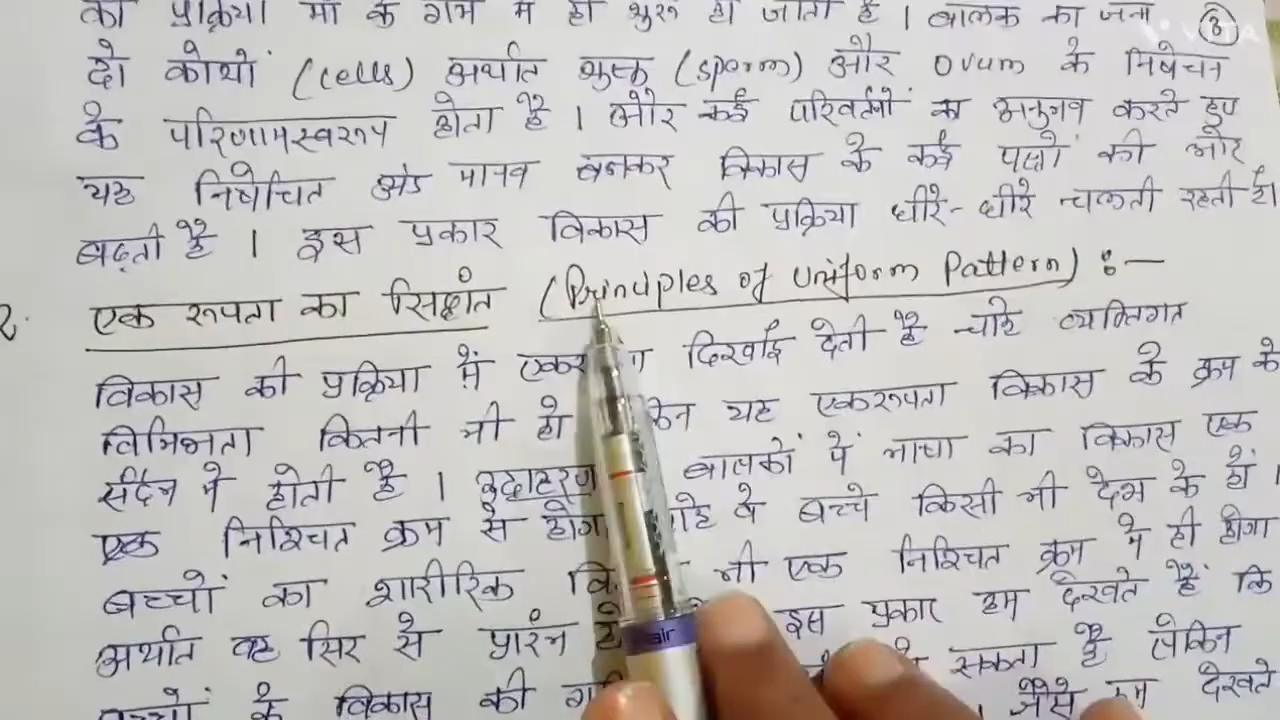 की प्रक्रिया माँ के गर्भ में ही शुरू हो जाती है । बालक का जन्म ③
दो कोषों (cells) अर्थात शुक्र (sperm) और ovum के निषेचन
के परिणामस्वरूप होता है । और कई परिवर्तनों का अनुभव करते हुए
यह निषेचित अंड मानव बनकर विकास के कई पक्षों की ओर
बढ़ती है । इस प्रकार विकास की प्रक्रिया धीरे-धीरे चलती रहती है।
2. एक रूपता का सिद्धांत (Principles of Uniform Pattern) :—
विकास की प्रक्रिया में दिखाई देती है चाहे व्यक्तिगत
विभिन्नता कितनी भी हो यह एकरूपता विकास के क्रम के
संदर्भ में होती है । उदाहरण बालकों में भाषा का विकास एक
एक निश्चित क्रम से वे बच्चे किसी भी देश के हों ।
बच्चों का शारीरिक भी एक निश्चित क्रम में ही होगा
अर्थात वह सिर से प्रारंभ इस प्रकार हम देखते हैं कि
बच्चों के विकास की सकता है लेकिन
जैसे हम देखते